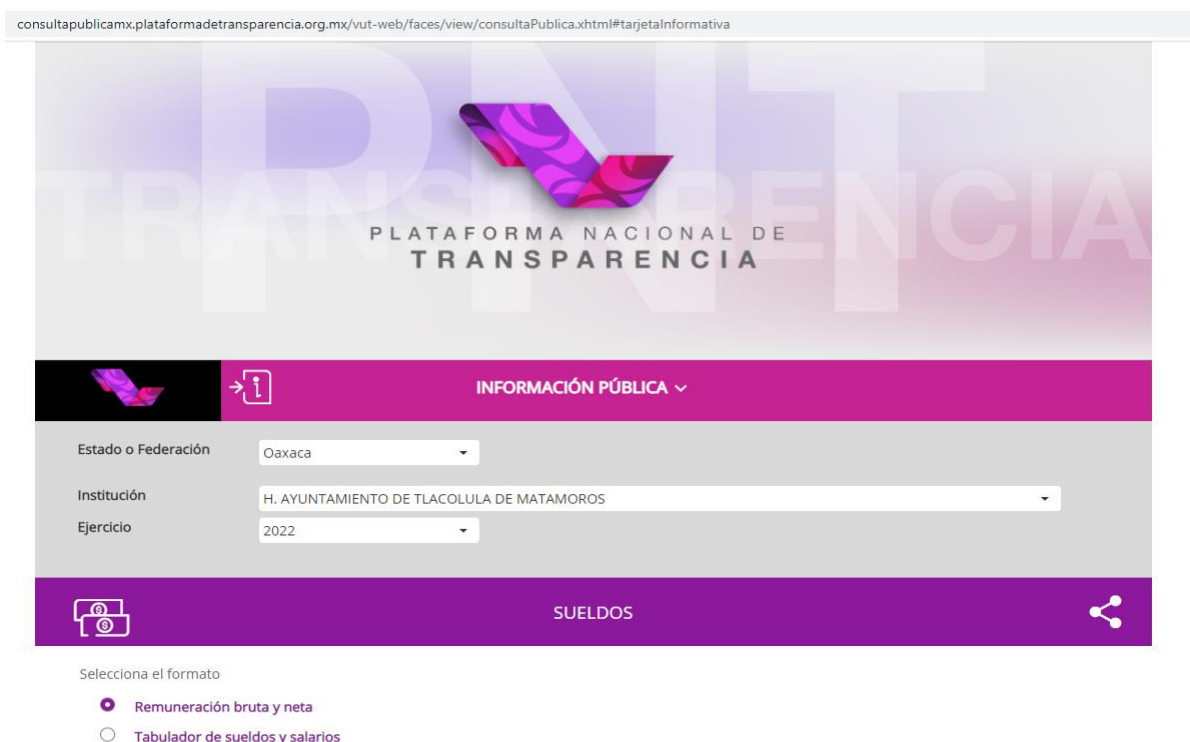 consultapublicamx.plataformadetransparencia.org.mx/vut-web/faces/view/consultaPublica.xhtml#tarjetaInformativa
PNT
TRANSPARENCIA
PLATAFORMA NACIONAL DE
TRANSPARENCIA
INFORMACIÓN PÚBLICA
Estado o Federación Oaxaca
Institución H. AYUNTAMIENTO DE TLACOLULA DE MATAMOROS
Ejercicio 2022
SUELDOS
Selecciona el formato
Remuneración bruta y neta
Tabulador de sueldos y salarios